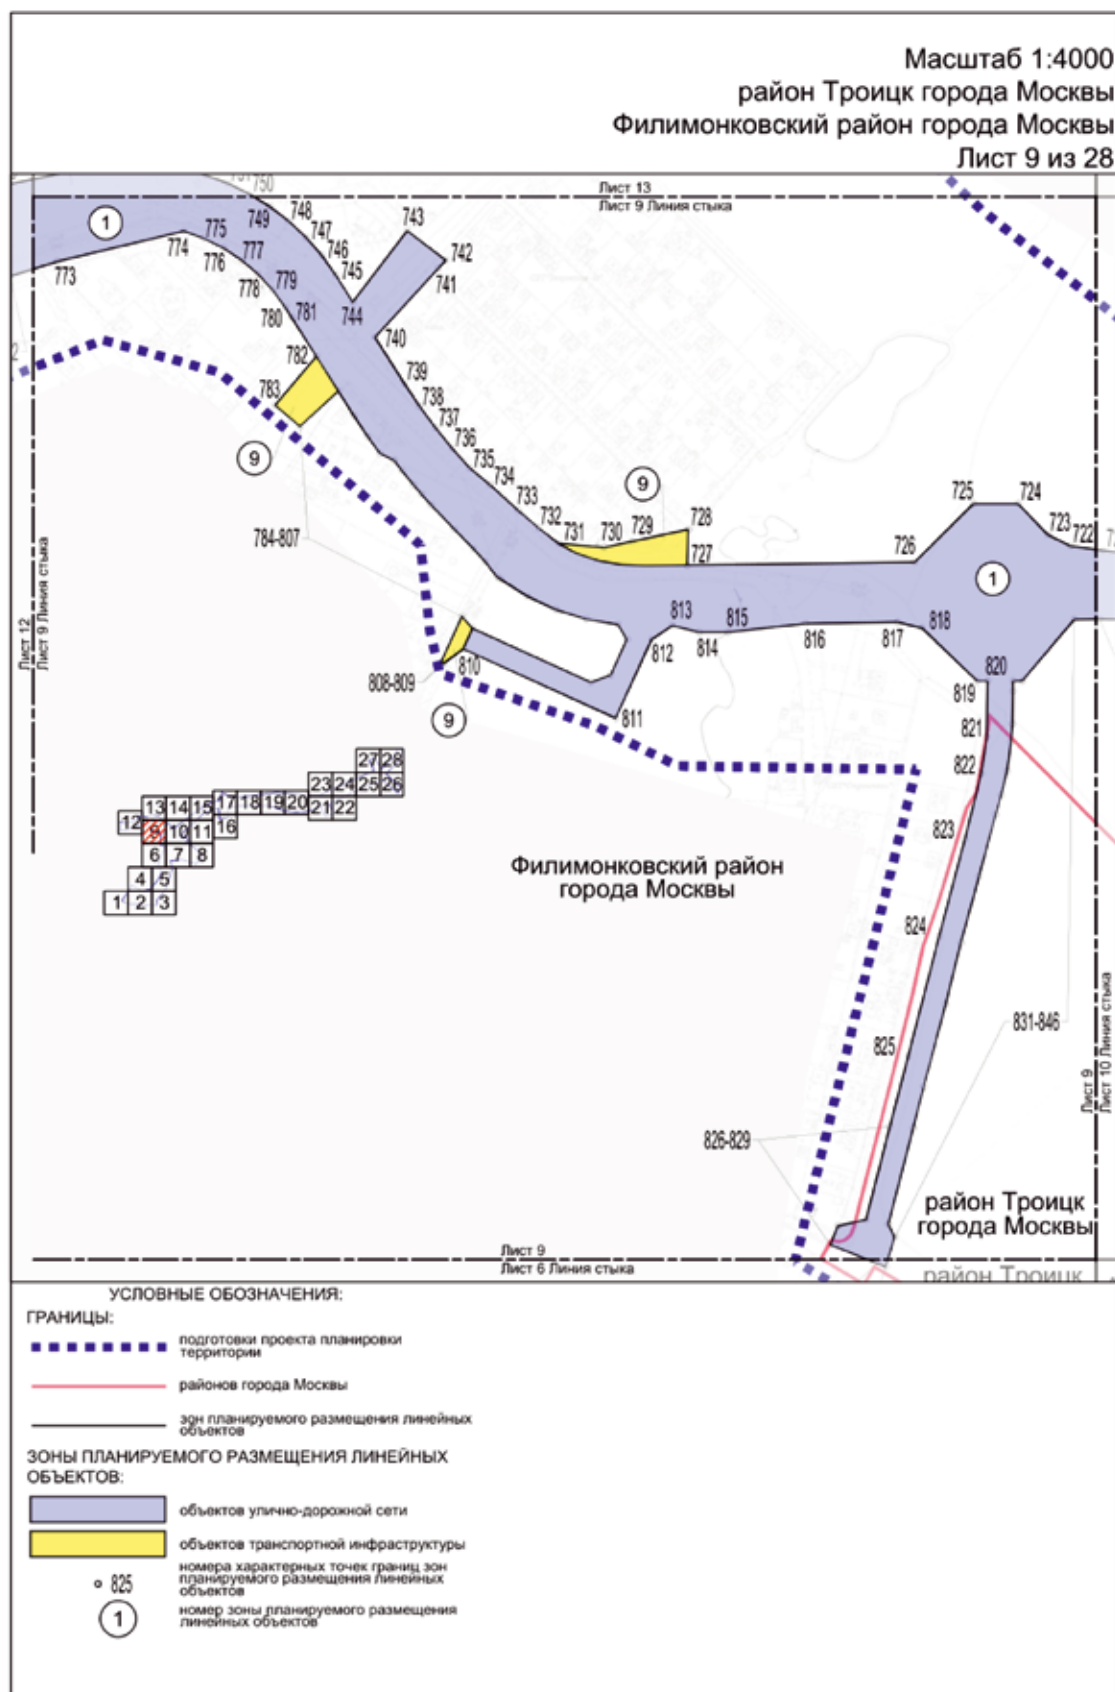 Масштаб 1:4000
район Троицк города Москвы
Филимонковский район города Москвы
Лист 9 из 28
Лист 13
Лист 9 Линия стыка
750
749
748
747
746
745
743
742
741
744
740
1
773
774
775
776
777
778
779
780
781
782
783
739
738
737
736
735
734
733
732
731
730
729
728
727
9
9
726
725
724
723
722
1
784-807
Лист 12
Лист 9 Линия стыка
808-809
810
811
812
813
814
815
816
817
818
819
820
821
822
823
824
825
9
27 28
23 24 25 26
13 14 15 17 18 19 20 21 22
12 9 10 11 16
6 7 8
4 5
1 2 3
Филимонковский район
города Москвы
831-846
826-829
Лист 9
Лист 10 Линия стыка
район Троицк
города Москвы
Лист 9
Лист 6 Линия стыка
район Троицк
УСЛОВНЫЕ ОБОЗНАЧЕНИЯ:
ГРАНИЦЫ:
подготовки проекта планировки
территории
районов города Москвы
зон планируемого размещения линейных
объектов
ЗОНЫ ПЛАНИРУЕМОГО РАЗМЕЩЕНИЯ ЛИНЕЙНЫХ
ОБЪЕКТОВ:
объектов улично-дорожной сети
объектов транспортной инфраструктуры
825
номера характерных точек границ зон
планируемого размещения линейных
объектов
1
номер зоны планируемого размещения
линейных объектов